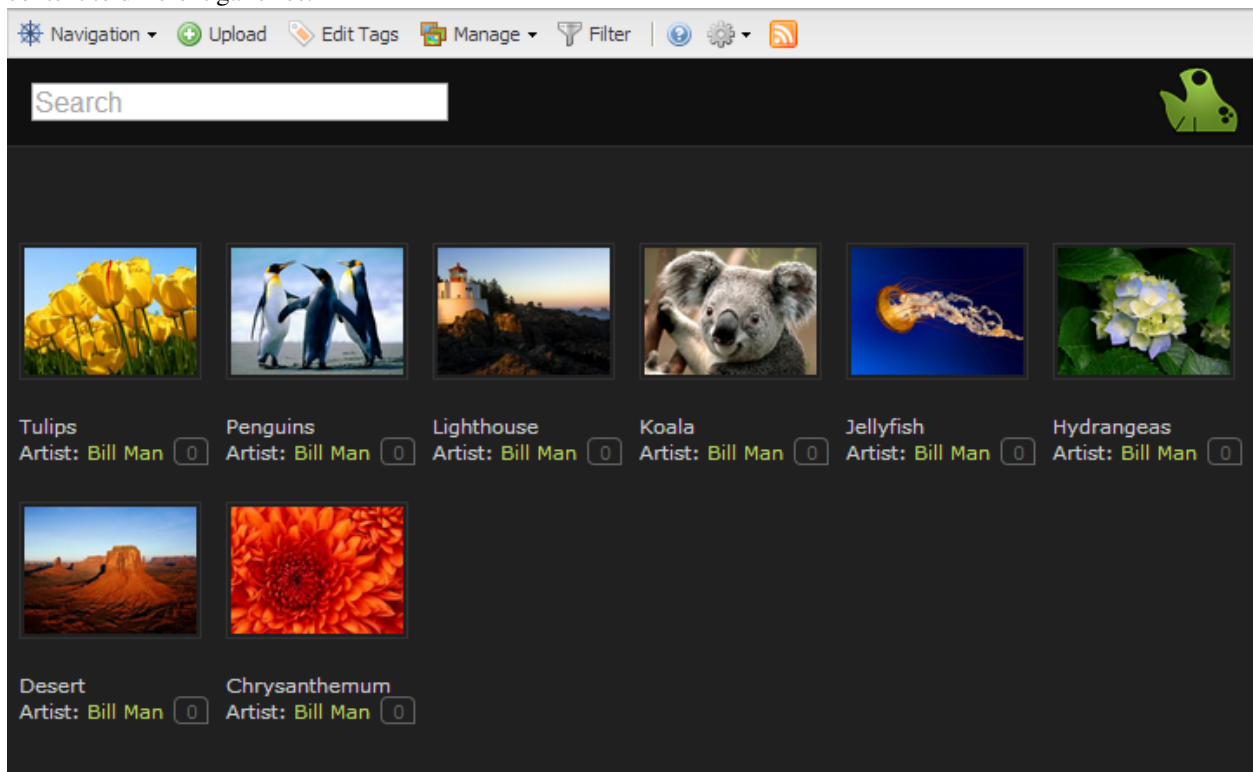 Navigation Upload Edit Tags Manage Filter
Search
Tulips Penguins Lighthouse Koala Jellyfish Hydrangeas
Artist: Bill Man 0 Artist: Bill Man 0 Artist: Bill Man 0 Artist: Bill Man 0 Artist: Bill Man 0 Artist: Bill Man 0
Desert Chrysanthemum
Artist: Bill Man 0 Artist: Bill Man 0